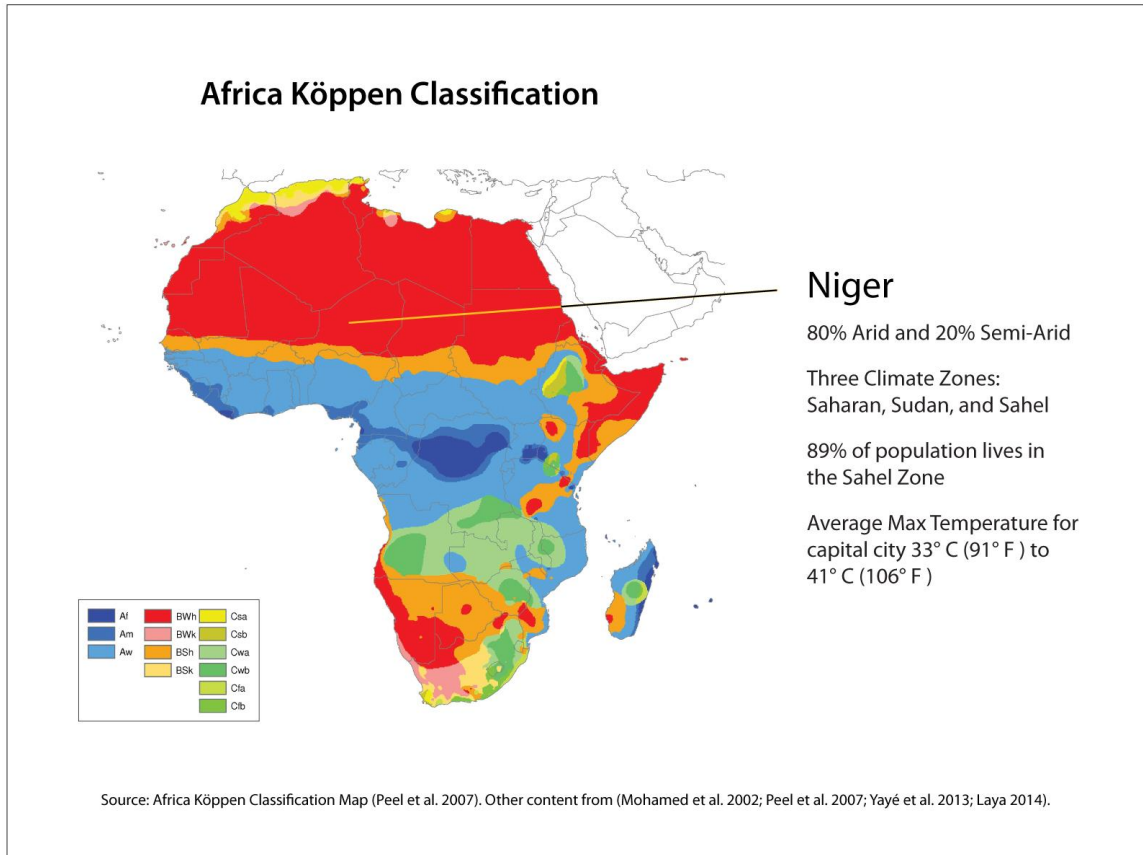 Africa Köppen Classification
Niger
80% Arid and 20% Semi-Arid
Three Climate Zones:
Saharan, Sudan, and Sahel
89% of population lives in
the Sahel Zone
Average Max Temperature for
capital city 33° C (91° F ) to
41° C (106° F )
Af
Am
Aw
BWh
BWk
BSh
BSk
Csa
Csb
Cwa
Cwb
Cfa
Cfb
Source: Africa Köppen Classification Map (Peel et al. 2007). Other content from (Mohamed et al. 2002; Peel et al. 2007; Yayé et al. 2013; Laya 2014).